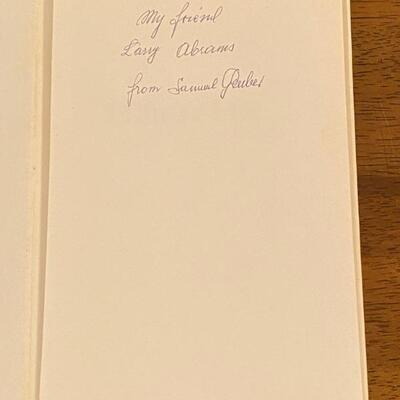 My friend
Larry Abrams
from Samuel Gruber